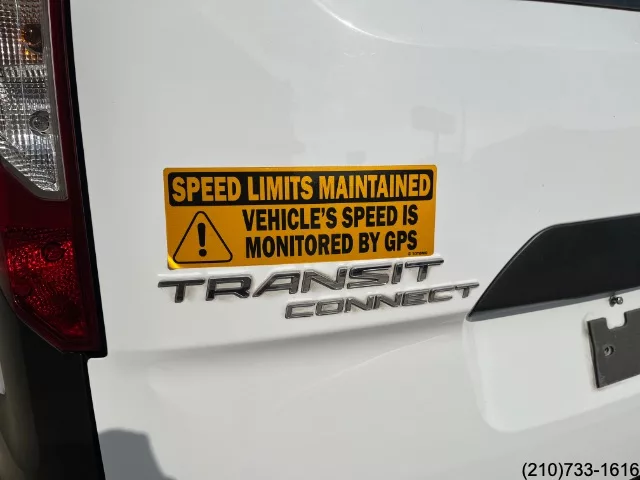 SPEED LIMITS MAINTAINED
VEHICLE'S SPEED IS
MONITORED BY GPS
TRANSIT
CONNECT
(210)733-1616